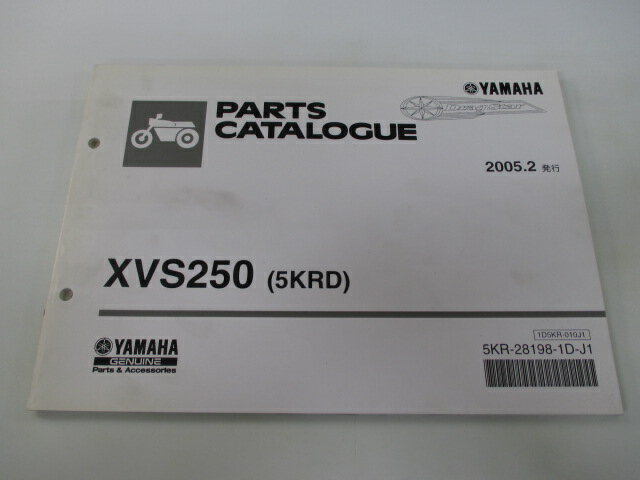 YAMAHA
DragStar
PARTS
CATALOGUE
2005.2 発行
XVS250 (5KRD)
YAMAHA
GENUINE
Parts & Accessories
1D5KR-010J1
5KR-28198-1D-J1